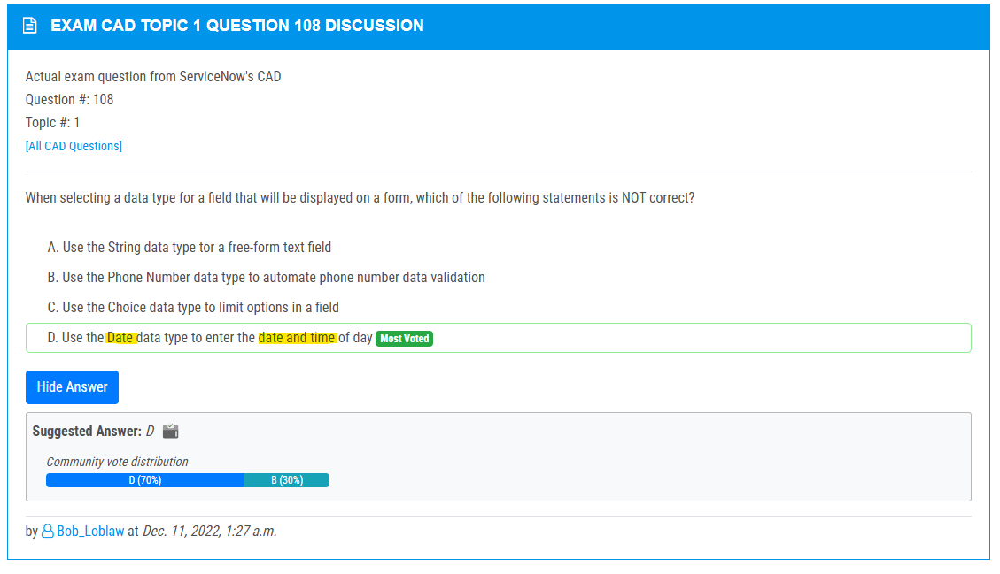 EXAM CAD TOPIC 1 QUESTION 108 DISCUSSION
Actual exam question from ServiceNow's CAD
Question #: 108
Topic #: 1
[All CAD Questions]
When selecting a data type for a field that will be displayed on a form, which of the following statements is NOT correct?
A. Use the String data type tor a free-form text field
B. Use the Phone Number data type to automate phone number data validation
C. Use the Choice data type to limit options in a field
D. Use the Date data type to enter the date and time of day Most Voted
Hide Answer
Suggested Answer: D
Community vote distribution
D (70%) B (30%)
by Bob_Loblaw at Dec. 11, 2022, 1:27 a.m.